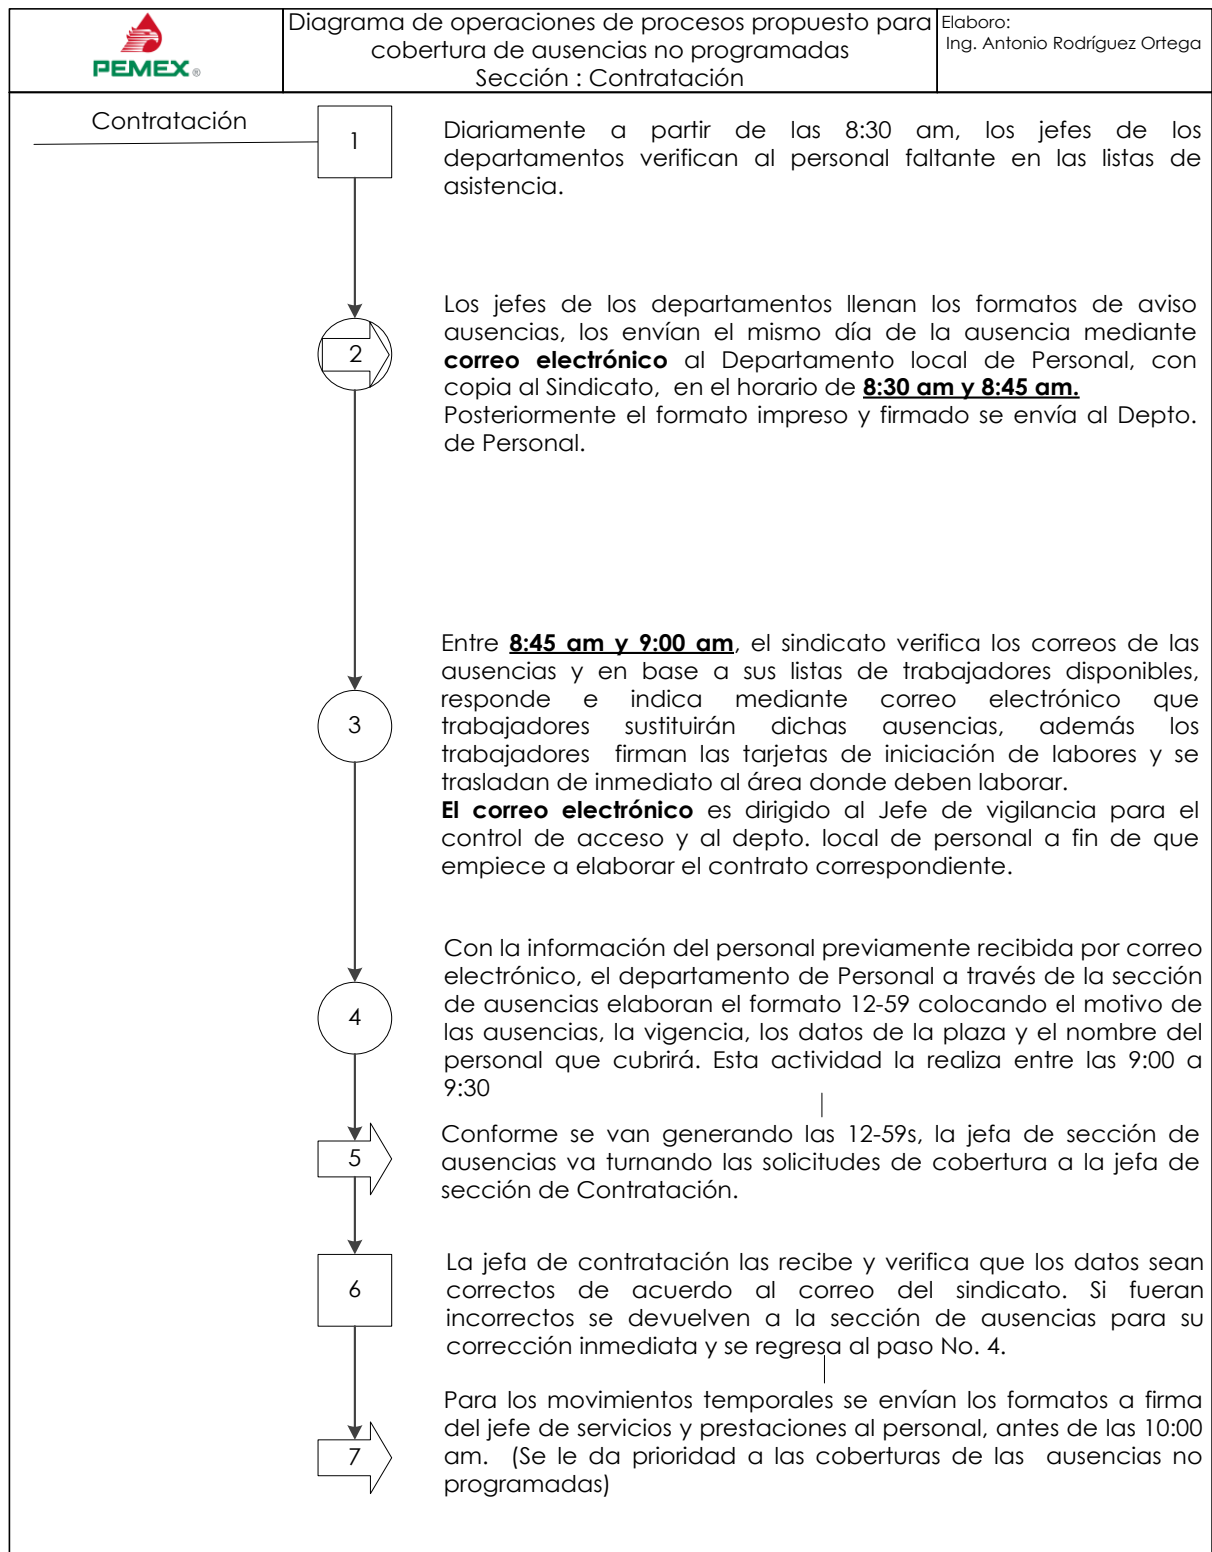 PEMEX®
Diagrama de operaciones de procesos propuesto para
cobertura de ausencias no programadas
Sección : Contratación
Elaboro:
Ing. Antonio Rodríguez Ortega
Contratación
1
Diariamente a partir de las 8:30 am, los jefes de los
departamentos verifican al personal faltante en las listas de
asistencia.
2
Los jefes de los departamentos llenan los formatos de aviso
ausencias, los envían el mismo día de la ausencia mediante
correo electrónico al Departamento local de Personal, con
copia al Sindicato, en el horario de 8:30 am y 8:45 am.
Posteriormente el formato impreso y firmado se envía al Depto.
de Personal.
3
Entre 8:45 am y 9:00 am, el sindicato verifica los correos de las
ausencias y en base a sus listas de trabajadores disponibles,
responde e indica mediante correo electrónico que
trabajadores sustituirán dichas ausencias, además los
trabajadores firman las tarjetas de iniciación de labores y se
trasladan de inmediato al área donde deben laborar.
El correo electrónico es dirigido al Jefe de vigilancia para el
control de acceso y al depto. local de personal a fin de que
empiece a elaborar el contrato correspondiente.
4
Con la información del personal previamente recibida por correo
electrónico, el departamento de Personal a través de la sección
de ausencias elaboran el formato 12-59 colocando el motivo de
las ausencias, la vigencia, los datos de la plaza y el nombre del
personal que cubrirá. Esta actividad la realiza entre las 9:00 a
9:30
5
Conforme se van generando las 12-59s, la jefa de sección de
ausencias va turnando las solicitudes de cobertura a la jefa de
sección de Contratación.
6
La jefa de contratación las recibe y verifica que los datos sean
correctos de acuerdo al correo del sindicato. Si fueran
incorrectos se devuelven a la sección de ausencias para su
corrección inmediata y se regresa al paso No. 4.
7
Para los movimientos temporales se envían los formatos a firma
del jefe de servicios y prestaciones al personal, antes de las 10:00
am. (Se le da prioridad a las coberturas de las ausencias no
programadas)